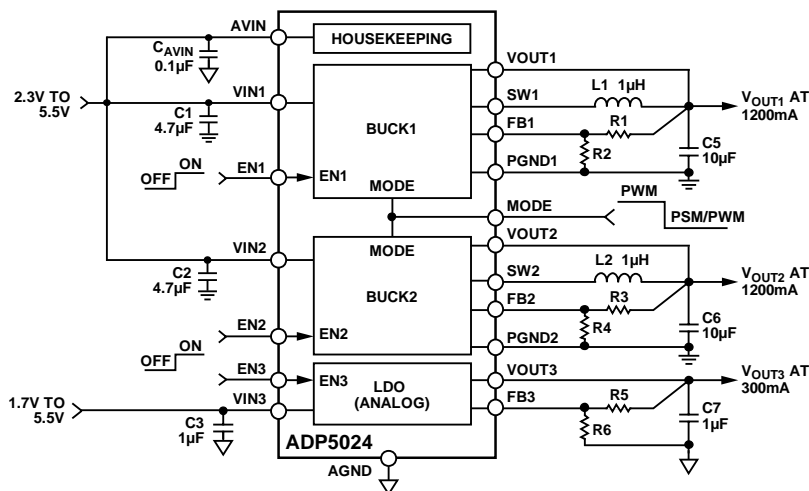 AVIN
HOUSEKEEPING
CAVIN
0.1µF
VOUT1
2.3V TO
5.5V
VIN1
C1
4.7µF
BUCK1
SW1
L1 1µH
VOUT1 AT
1200mA
FB1
R1
R2
C5
10µF
ON
OFF
EN1
EN1
PGND1
MODE
MODE
PWM
PSM/PWM
MODE
VOUT2
VIN2
C2
4.7µF
BUCK2
SW2
L2 1µH
VOUT2 AT
1200mA
FB2
R3
R4
C6
10µF
EN2
EN2
PGND2
ON
OFF
EN3
EN3
LDO
(ANALOG)
VOUT3
VOUT3 AT
300mA
1.7V TO
5.5V
VIN3
FB3
R5
R6
C7
1µF
C3
1µF
ADP5024
AGND